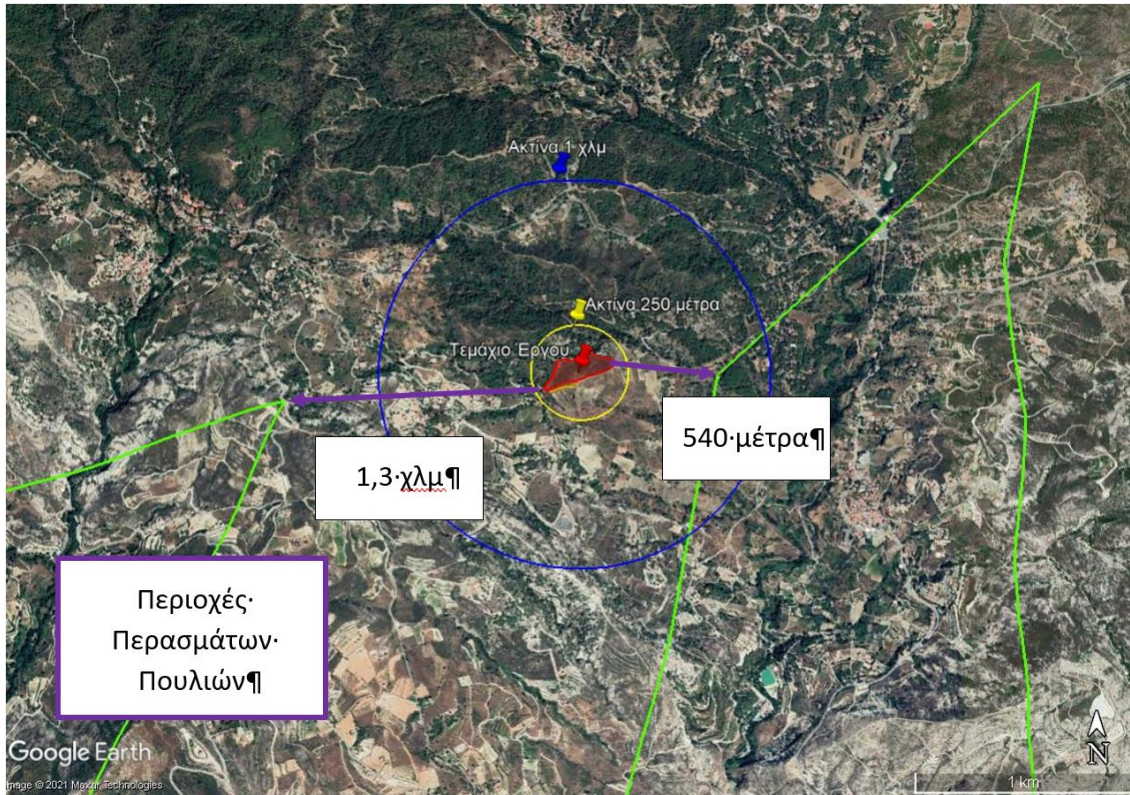 Ακτίνα 1 χλμ
Ακτίνα 250 μέτρα
Τεμάχιο Έργου
540·μέτρα¶
1,3·χλμ¶
Περιοχές·
Περασμάτων·
Πουλιών¶
Google Earth
N
Image © 2021 Maxar Technologies
1 km